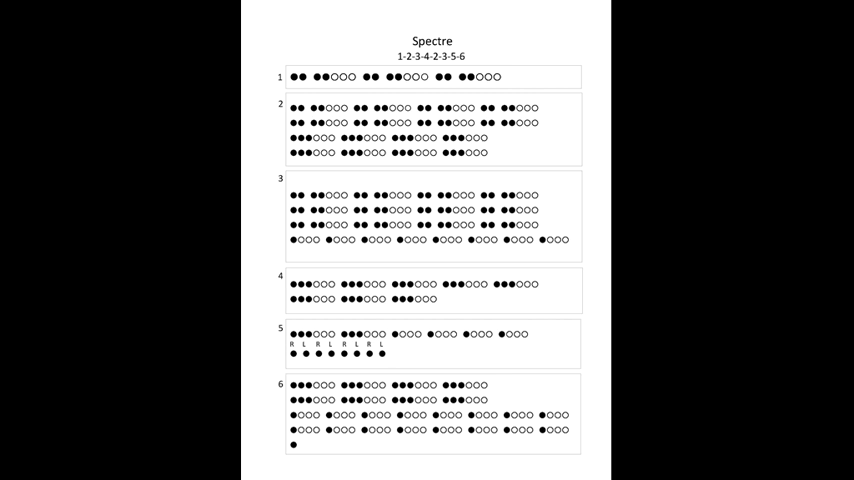 Spectre
1-2-3-4-2-3-5-6
1 ●● ●●○○○ ●● ●●○○○ ●● ●●○○○
2 ●● ●●○○○ ●● ●●○○○ ●● ●●○○○ ●● ●●○○○
●● ●●○○○ ●● ●●○○○ ●● ●●○○○ ●● ●●○○○
●●●○○○ ●●●○○○ ●●●○○○ ●●●○○○
●●●○○○ ●●●○○○ ●●●○○○ ●●●○○○
3
●● ●●○○○ ●● ●●○○○ ●● ●●○○○ ●● ●●○○○
●● ●●○○○ ●● ●●○○○ ●● ●●○○○ ●● ●●○○○
●● ●●○○○ ●● ●●○○○ ●● ●●○○○ ●● ●●○○○
●○○○ ●○○○ ●○○○ ●○○○ ●○○○ ●○○○ ●○○○ ●○○○
4
●●●○○○ ●●●○○○ ●●●○○○ ●●●○○○ ●●●○○○
●●●○○○ ●●●○○○ ●●●○○○
5
●●●○○○ ●●●○○○ ●○○○ ●○○○ ●○○○ ●○○○
R L R L R L R L
● ● ● ● ● ● ● ●
6 ●●●○○○ ●●●○○○ ●●●○○○ ●●●○○○
●●●○○○ ●●●○○○ ●●●○○○ ●●●○○○
●○○○ ●○○○ ●○○○ ●○○○ ●○○○ ●○○○ ●○○○ ●○○○
●○○○ ●○○○ ●○○○ ●○○○ ●○○○ ●○○○ ●○○○ ●○○○
●